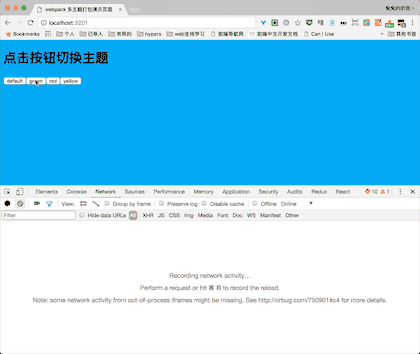 webpack 多主题打包演示页面
兔兔的奶爸
localhost:3201
Bookmarks 个人 已导入 有用的 hypers web全栈学习 前端导航网 前端中文开发文档 Can I Use 其他书签
点击按钮切换主题
default green red yellow
Elements Console Network Sources Performance Memory Security Application Audits Redux React 10 1
View: Group by frame Preserve log Disable cache Offline Online
Filter Hide data URLs All XHR JS CSS Img Media Font Doc WS Manifest Other
Recording network activity…
Perform a request or hit ⌘ R to record the reload.
Note: some network activity from out-of-process iframes might be missing. See http://crbug.com/750901#c4 for more details.